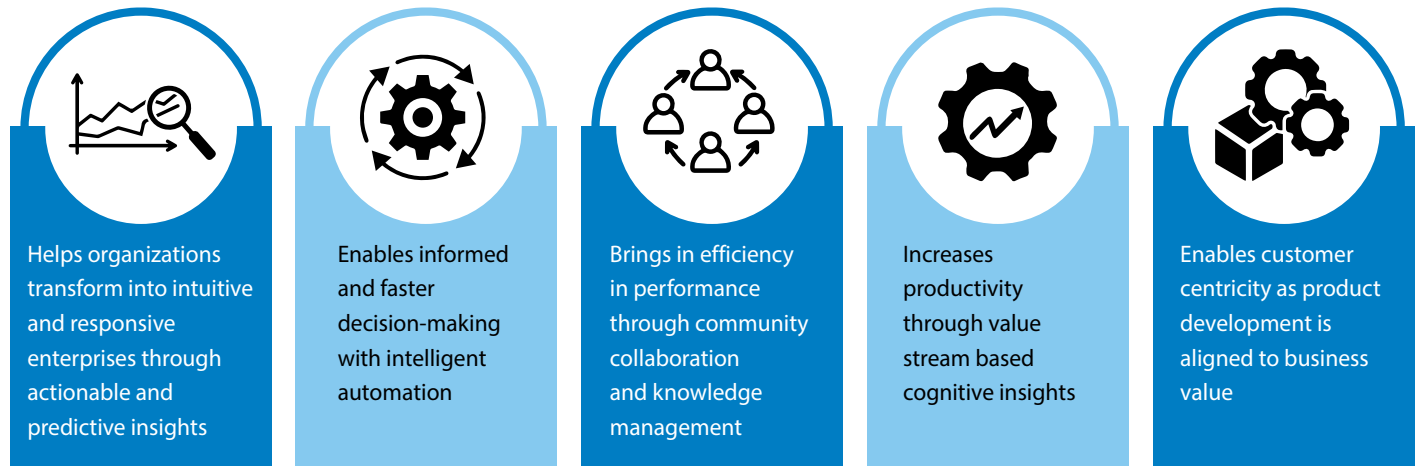 Helps organizations
transform into intuitive
and responsive
enterprises through
actionable and
predictive insights
Enables informed
and faster
decision-making
with intelligent
automation
Brings in efficiency
in performance
through community
collaboration
and knowledge
management
Increases
productivity
through value
stream based
cognitive insights
Enables customer
centricity as product
development is
aligned to business
value